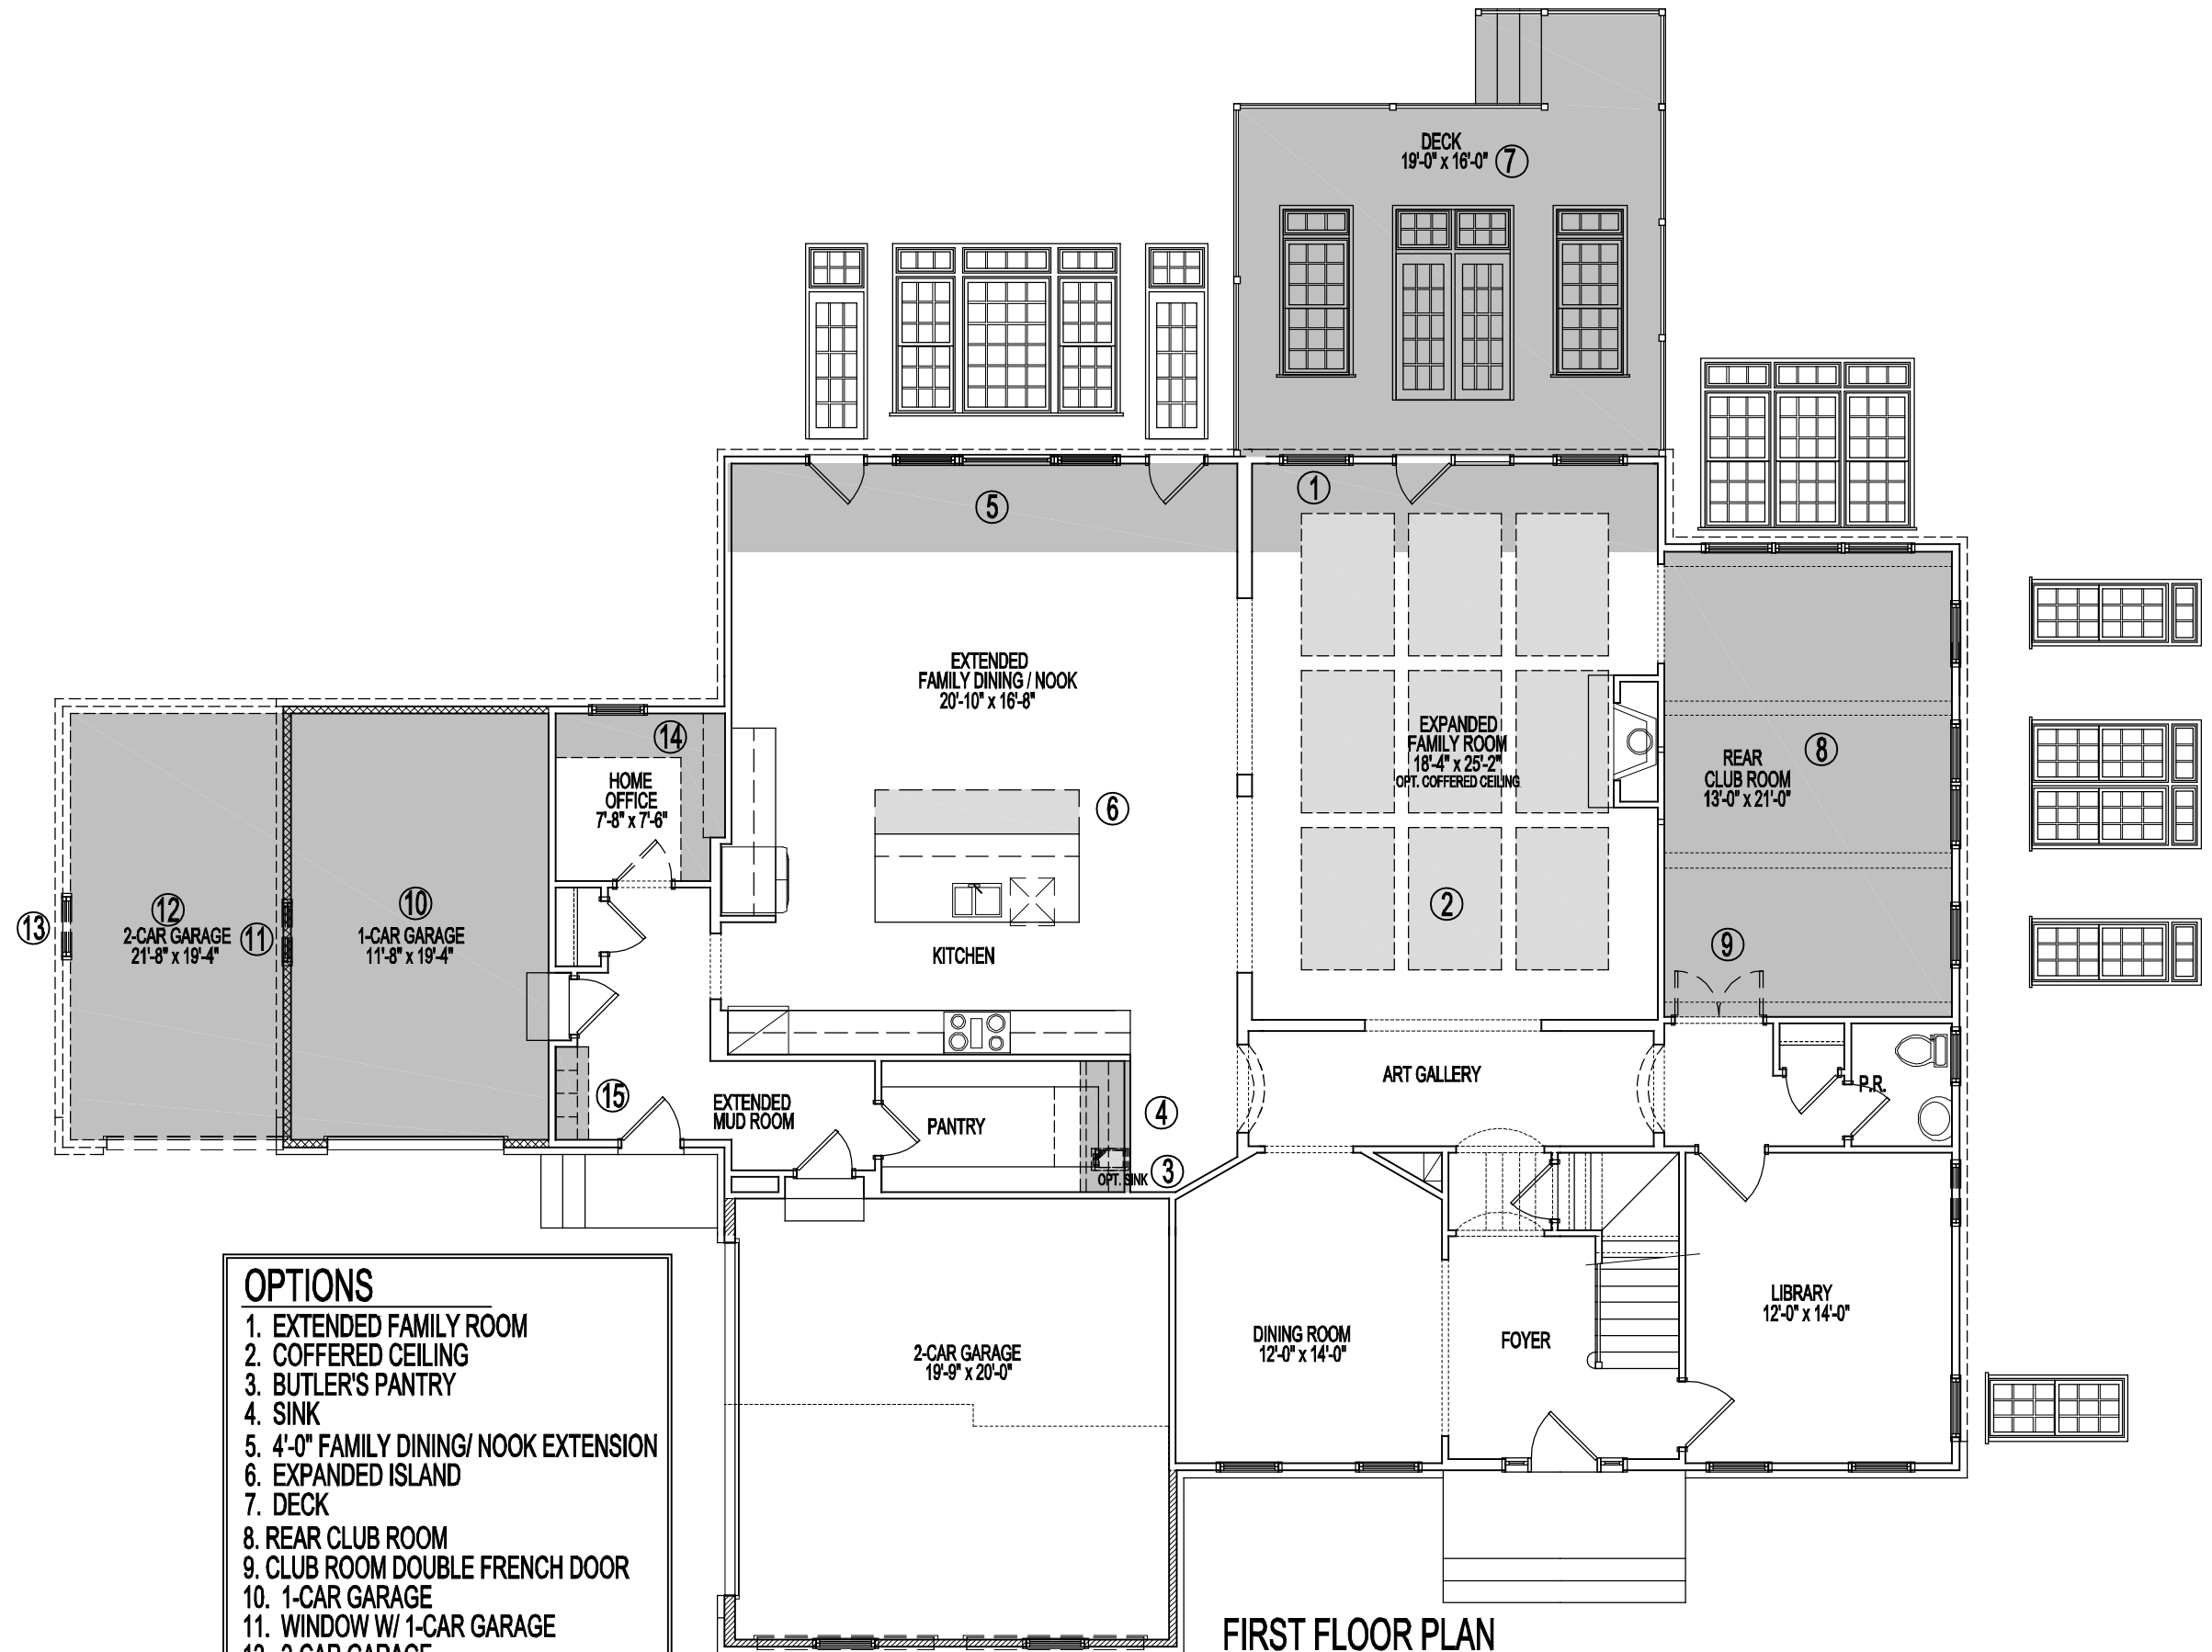 DECK
19'-0" x 16'-0" 7
1
5
EXTENDED
FAMILY DINING / NOOK
20'-10" x 16'-8"
14
HOME
OFFICE
7'-8" x 7'-6"
6
EXPANDED
FAMILY ROOM
18'-4" x 25'-2"
OPT. COFFERED CEILING
REAR
CLUB ROOM
13'-0" x 21'-0"
8
13
12
2-CAR GARAGE
21'-8" x 19'-4"
11
10
1-CAR GARAGE
11'-8" x 19'-4"
KITCHEN
2
9
15
EXTENDED
MUD ROOM
PANTRY
4
OPT. SINK
3
ART GALLERY
P.R.
2-CAR GARAGE
19'-9" x 20'-0"
DINING ROOM
12'-0" x 14'-0"
FOYER
LIBRARY
12'-0" x 14'-0"
OPTIONS
1. EXTENDED FAMILY ROOM
2. COFFERED CEILING
3. BUTLER'S PANTRY
4. SINK
5. 4'-0" FAMILY DINING/ NOOK EXTENSION
6. EXPANDED ISLAND
7. DECK
8. REAR CLUB ROOM
9. CLUB ROOM DOUBLE FRENCH DOOR
10. 1-CAR GARAGE
11. WINDOW W/ 1-CAR GARAGE
12. 2-CAR GARAGE
FIRST FLOOR PLAN